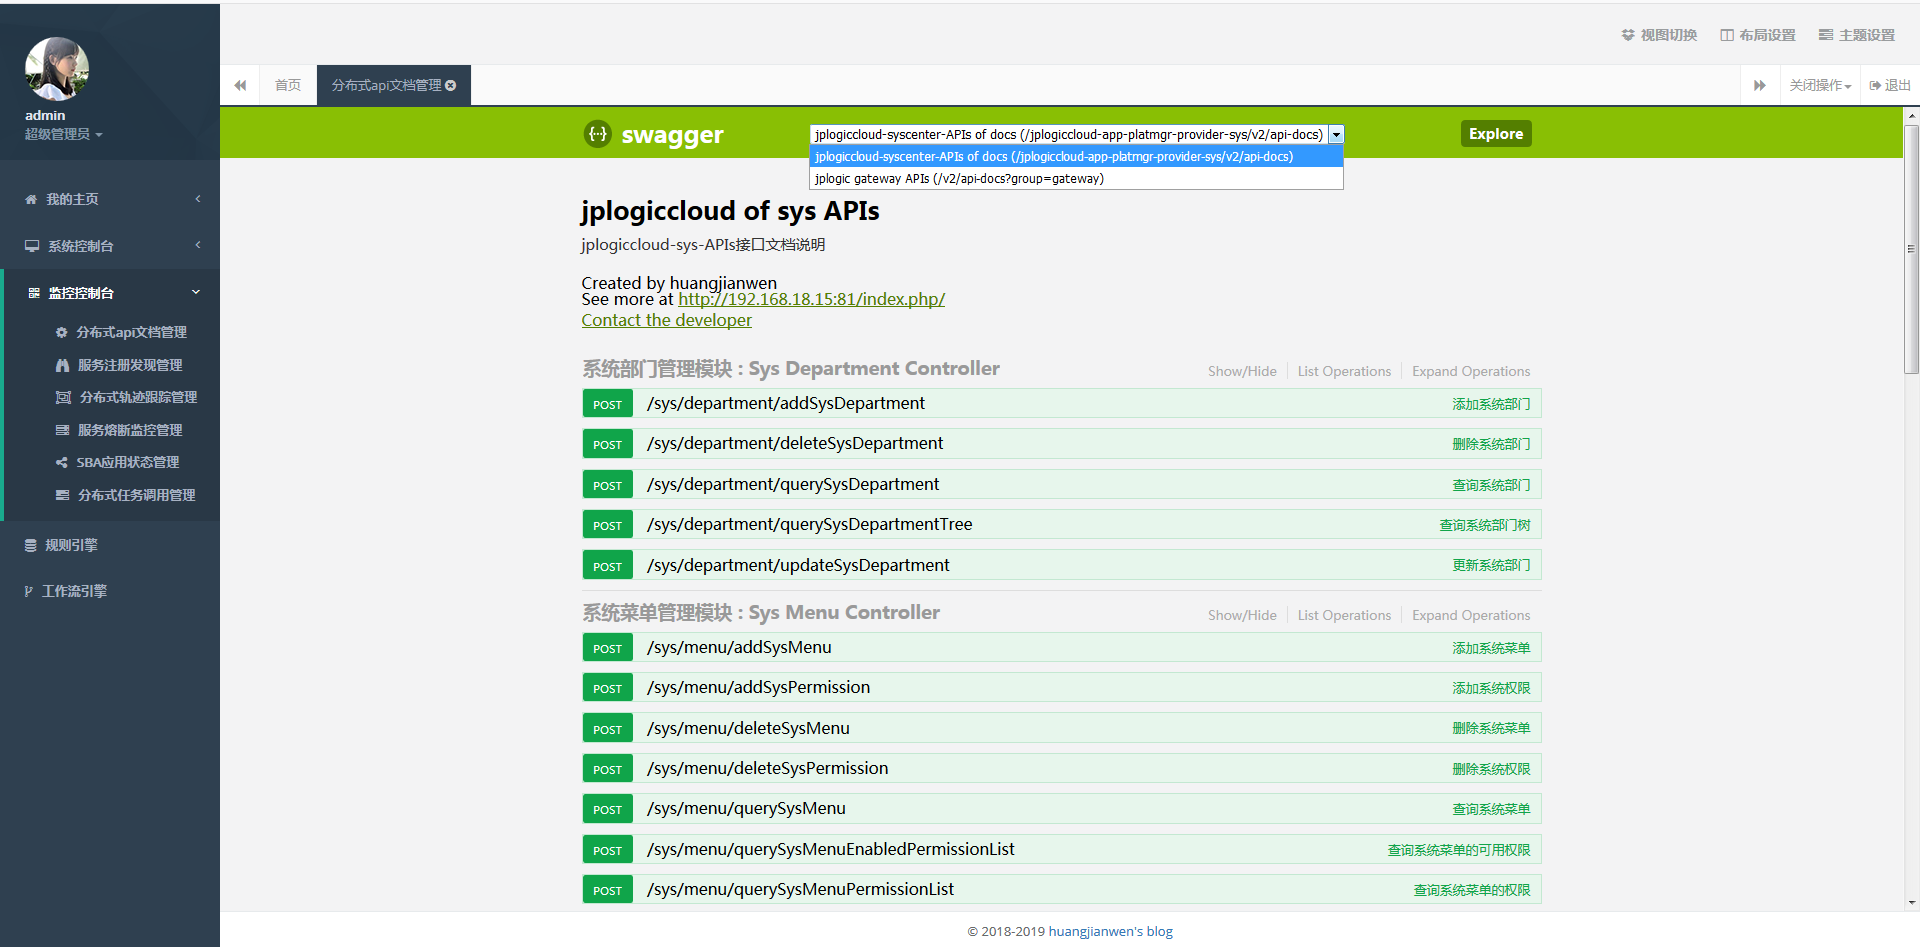 admin
超级管理员
我的主页
系统控制台
监控控制台
分布式api文档管理
服务注册发现管理
分布式轨迹跟踪管理
服务熔断监控管理
SBA应用状态管理
分布式任务调用管理
规则引擎
工作流引擎
视图切换 布局设置 主题设置
首页 分布式api文档管理 关闭操作 退出
{··} swagger jplogiccloud-syscenter-APIs of docs (/jplogiccloud-app-platmgr-provider-sys/v2/api-docs) Explore
jplogiccloud-syscenter-APIs of docs (/jplogiccloud-app-platmgr-provider-sys/v2/api-docs)
jplogic gateway APIs (/v2/api-docs?group=gateway)
jplogiccloud of sys APIs
jplogiccloud-sys-APIs接口文档说明
Created by huangjianwen
See more at http://192.168.18.15:81/index.php/
Contact the developer
系统部门管理模块 : Sys Department Controller Show/Hide List Operations Expand Operations
POST /sys/department/addSysDepartment 添加系统部门
POST /sys/department/deleteSysDepartment 删除系统部门
POST /sys/department/querySysDepartment 查询系统部门
POST /sys/department/querySysDepartmentTree 查询系统部门树
POST /sys/department/updateSysDepartment 更新系统部门
系统菜单管理模块 : Sys Menu Controller Show/Hide List Operations Expand Operations
POST /sys/menu/addSysMenu 添加系统菜单
POST /sys/menu/addSysPermission 添加系统权限
POST /sys/menu/deleteSysMenu 删除系统菜单
POST /sys/menu/deleteSysPermission 删除系统权限
POST /sys/menu/querySysMenu 查询系统菜单
POST /sys/menu/querySysMenuEnabledPermissionList 查询系统菜单的可用权限
POST /sys/menu/querySysMenuPermissionList 查询系统菜单的权限
© 2018-2019 huangjianwen's blog